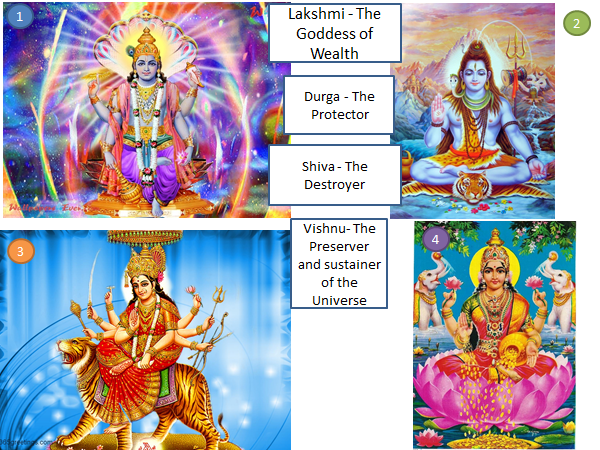 1
Lakshmi - The
Goddess of
Wealth
2
Durga - The
Protector
Shiva - The
Destroyer
Vishnu- The
Preserver
and sustainer
of the
Universe
3
4